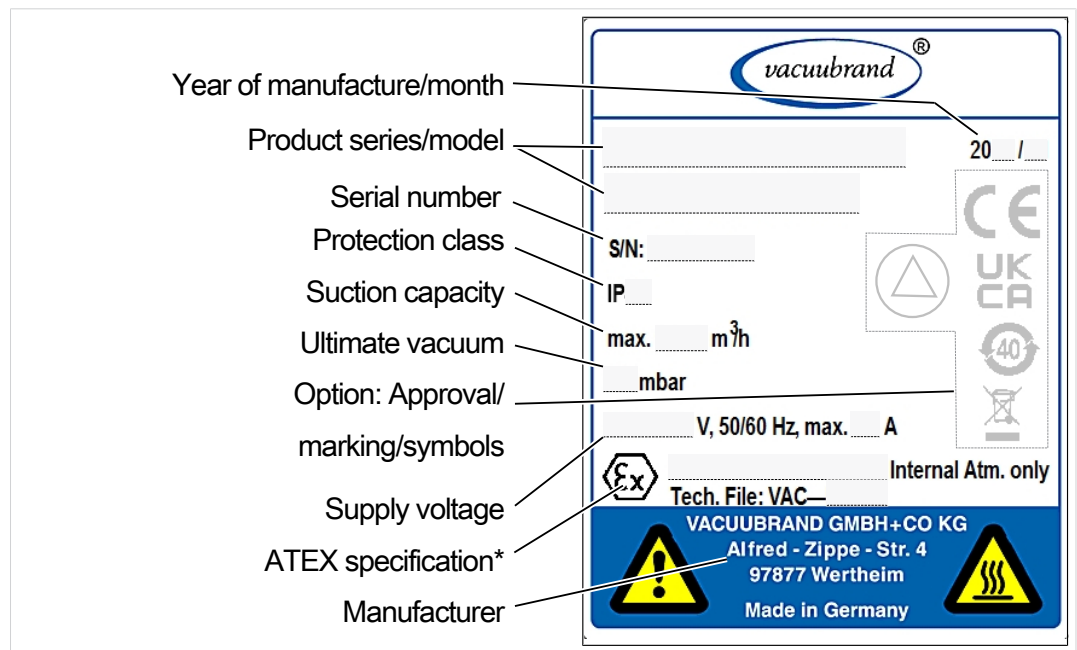 Year of manufacture/month
Product series/model
Serial number
Protection class
Suction capacity
Ultimate vacuum
Option: Approval/
marking/symbols
Supply voltage
ATEX specification*
Manufacturer
vacuubrand ®
20 /
CE
UK
CA
S/N:
IP
max. m³/h
40
mbar
V, 50/60 Hz, max. A
Ex Internal Atm. only
Tech. File: VAC—
VACUUBRAND GMBH+CO KG
Alfred - Zippe - Str. 4
97877 Wertheim
Made in Germany